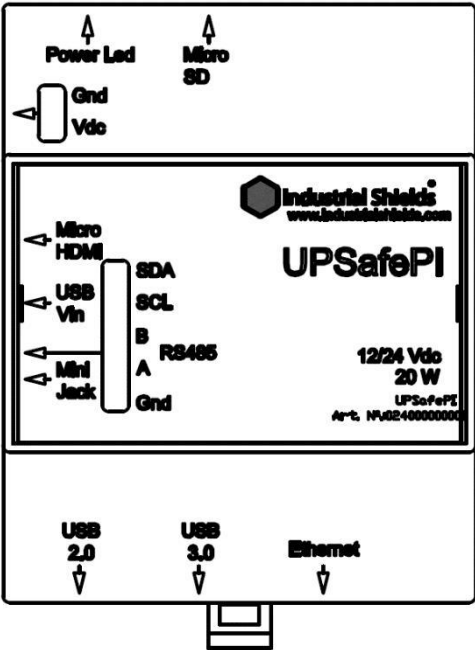 Power Led
Micro
SD
Gnd
Vdc
Industrial Shields®
www.industrialshields.com
UPSafePI
Micro
HDMI
SDA
USB
Vin
SCL
B
RS485
A
Mini
Jack
Gnd
12/24 Vdc
20 W
UPSafePI
Art.
USB
2.0
USB
3.0
Ethernet